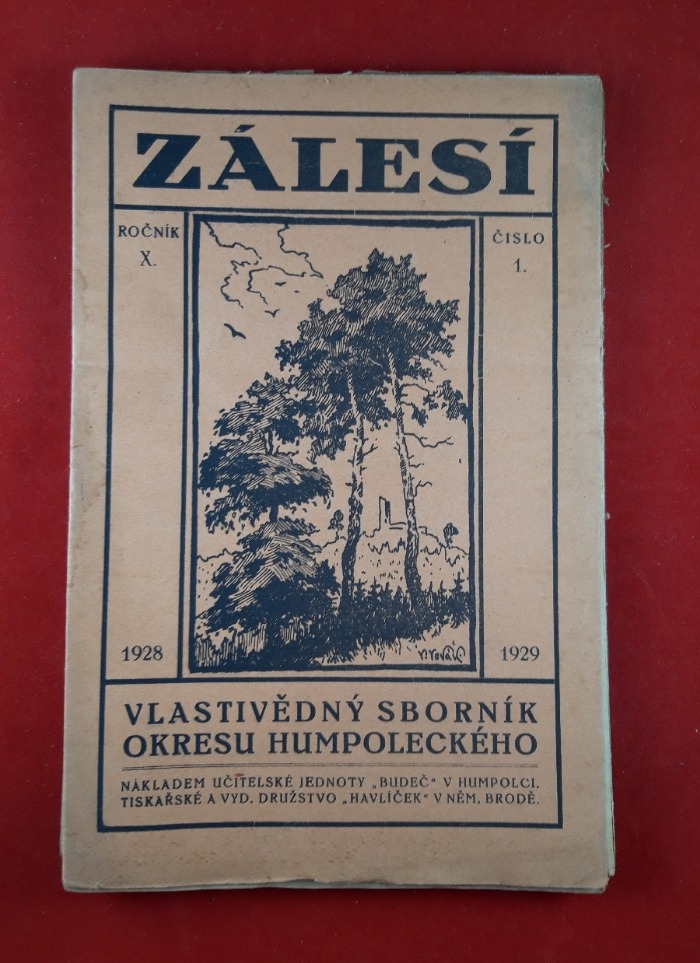 ZÁLESÍ
ROČNÍK
X.
ČISLO
1.
1928
1929
VLASTIVĚDNÝ SBORNÍK
OKRESU HUMPOLECKÉHO
NÁKLADEM UČITELSKÉ JEDNOTY „BUDEČ“ V HUMPOLCI.
TISKAŘSKÉ A VYD. DRUŽSTVO „HAVLÍČEK“ V NĚM. BRODĚ.